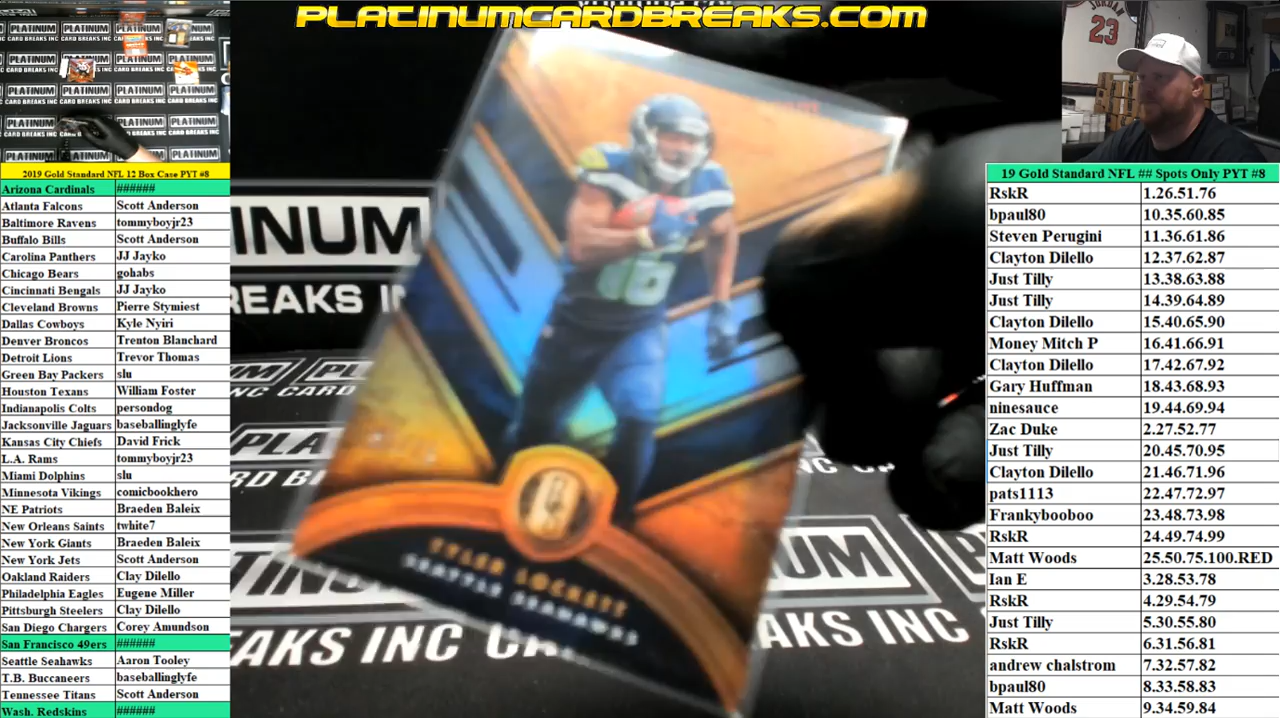 PLATINUMCARDBREAKS.COM
2019 Gold Standard NFL 12 Box Case PYT #8
Arizona Cardinals ######
Atlanta Falcons Scott Anderson
Baltimore Ravens tommyboyjr23
Buffalo Bills Scott Anderson
Carolina Panthers JJ Jayko
Chicago Bears gohabs
Cincinnati Bengals JJ Jayko
Cleveland Browns Pierre Stymiest
Dallas Cowboys Kyle Nyiri
Denver Broncos Trenton Blanchard
Detroit Lions Trevor Thomas
Green Bay Packers slu
Houston Texans William Foster
Indianapolis Colts persondog
Jacksonville Jaguars baseballinglyfe
Kansas City Chiefs David Frick
L.A. Rams tommyboyjr23
Miami Dolphins slu
Minnesota Vikings comicbookhero
NE Patriots Braeden Baleix
New Orleans Saints twhite7
New York Giants Braeden Baleix
New York Jets Scott Anderson
Oakland Raiders Clay Dilello
Philadelphia Eagles Eugene Miller
Pittsburgh Steelers Clay Dilello
San Diego Chargers Corey Amundson
San Francisco 49ers ######
Seattle Seahawks Aaron Tooley
T.B. Buccaneers baseballinglyfe
Tennessee Titans Scott Anderson
Wash. Redskins ######
INUM
REAKS IN
16
TYLER LOCKETT
SEATTLE SEAHAWKS
EAKS INC CARD BREAKS INC CARD
JORDAN
23
19 Gold Standard NFL ## Spots Only PYT #8
RskR 1.26.51.76
bpaul80 10.35.60.85
Steven Perugini 11.36.61.86
Clayton Dilello 12.37.62.87
Just Tilly 13.38.63.88
Just Tilly 14.39.64.89
Clayton Dilello 15.40.65.90
Money Mitch P 16.41.66.91
Clayton Dilello 17.42.67.92
Gary Huffman 18.43.68.93
ninesauce 19.44.69.94
Zac Duke 2.27.52.77
Just Tilly 20.45.70.95
Clayton Dilello 21.46.71.96
pats1113 22.47.72.97
Frankybooboo 23.48.73.98
RskR 24.49.74.99
Matt Woods 25.50.75.100.RED
Ian E 3.28.53.78
RskR 4.29.54.79
Just Tilly 5.30.55.80
RskR 6.31.56.81
andrew chalstrom 7.32.57.82
bpaul80 8.33.58.83
Matt Woods 9.34.59.84